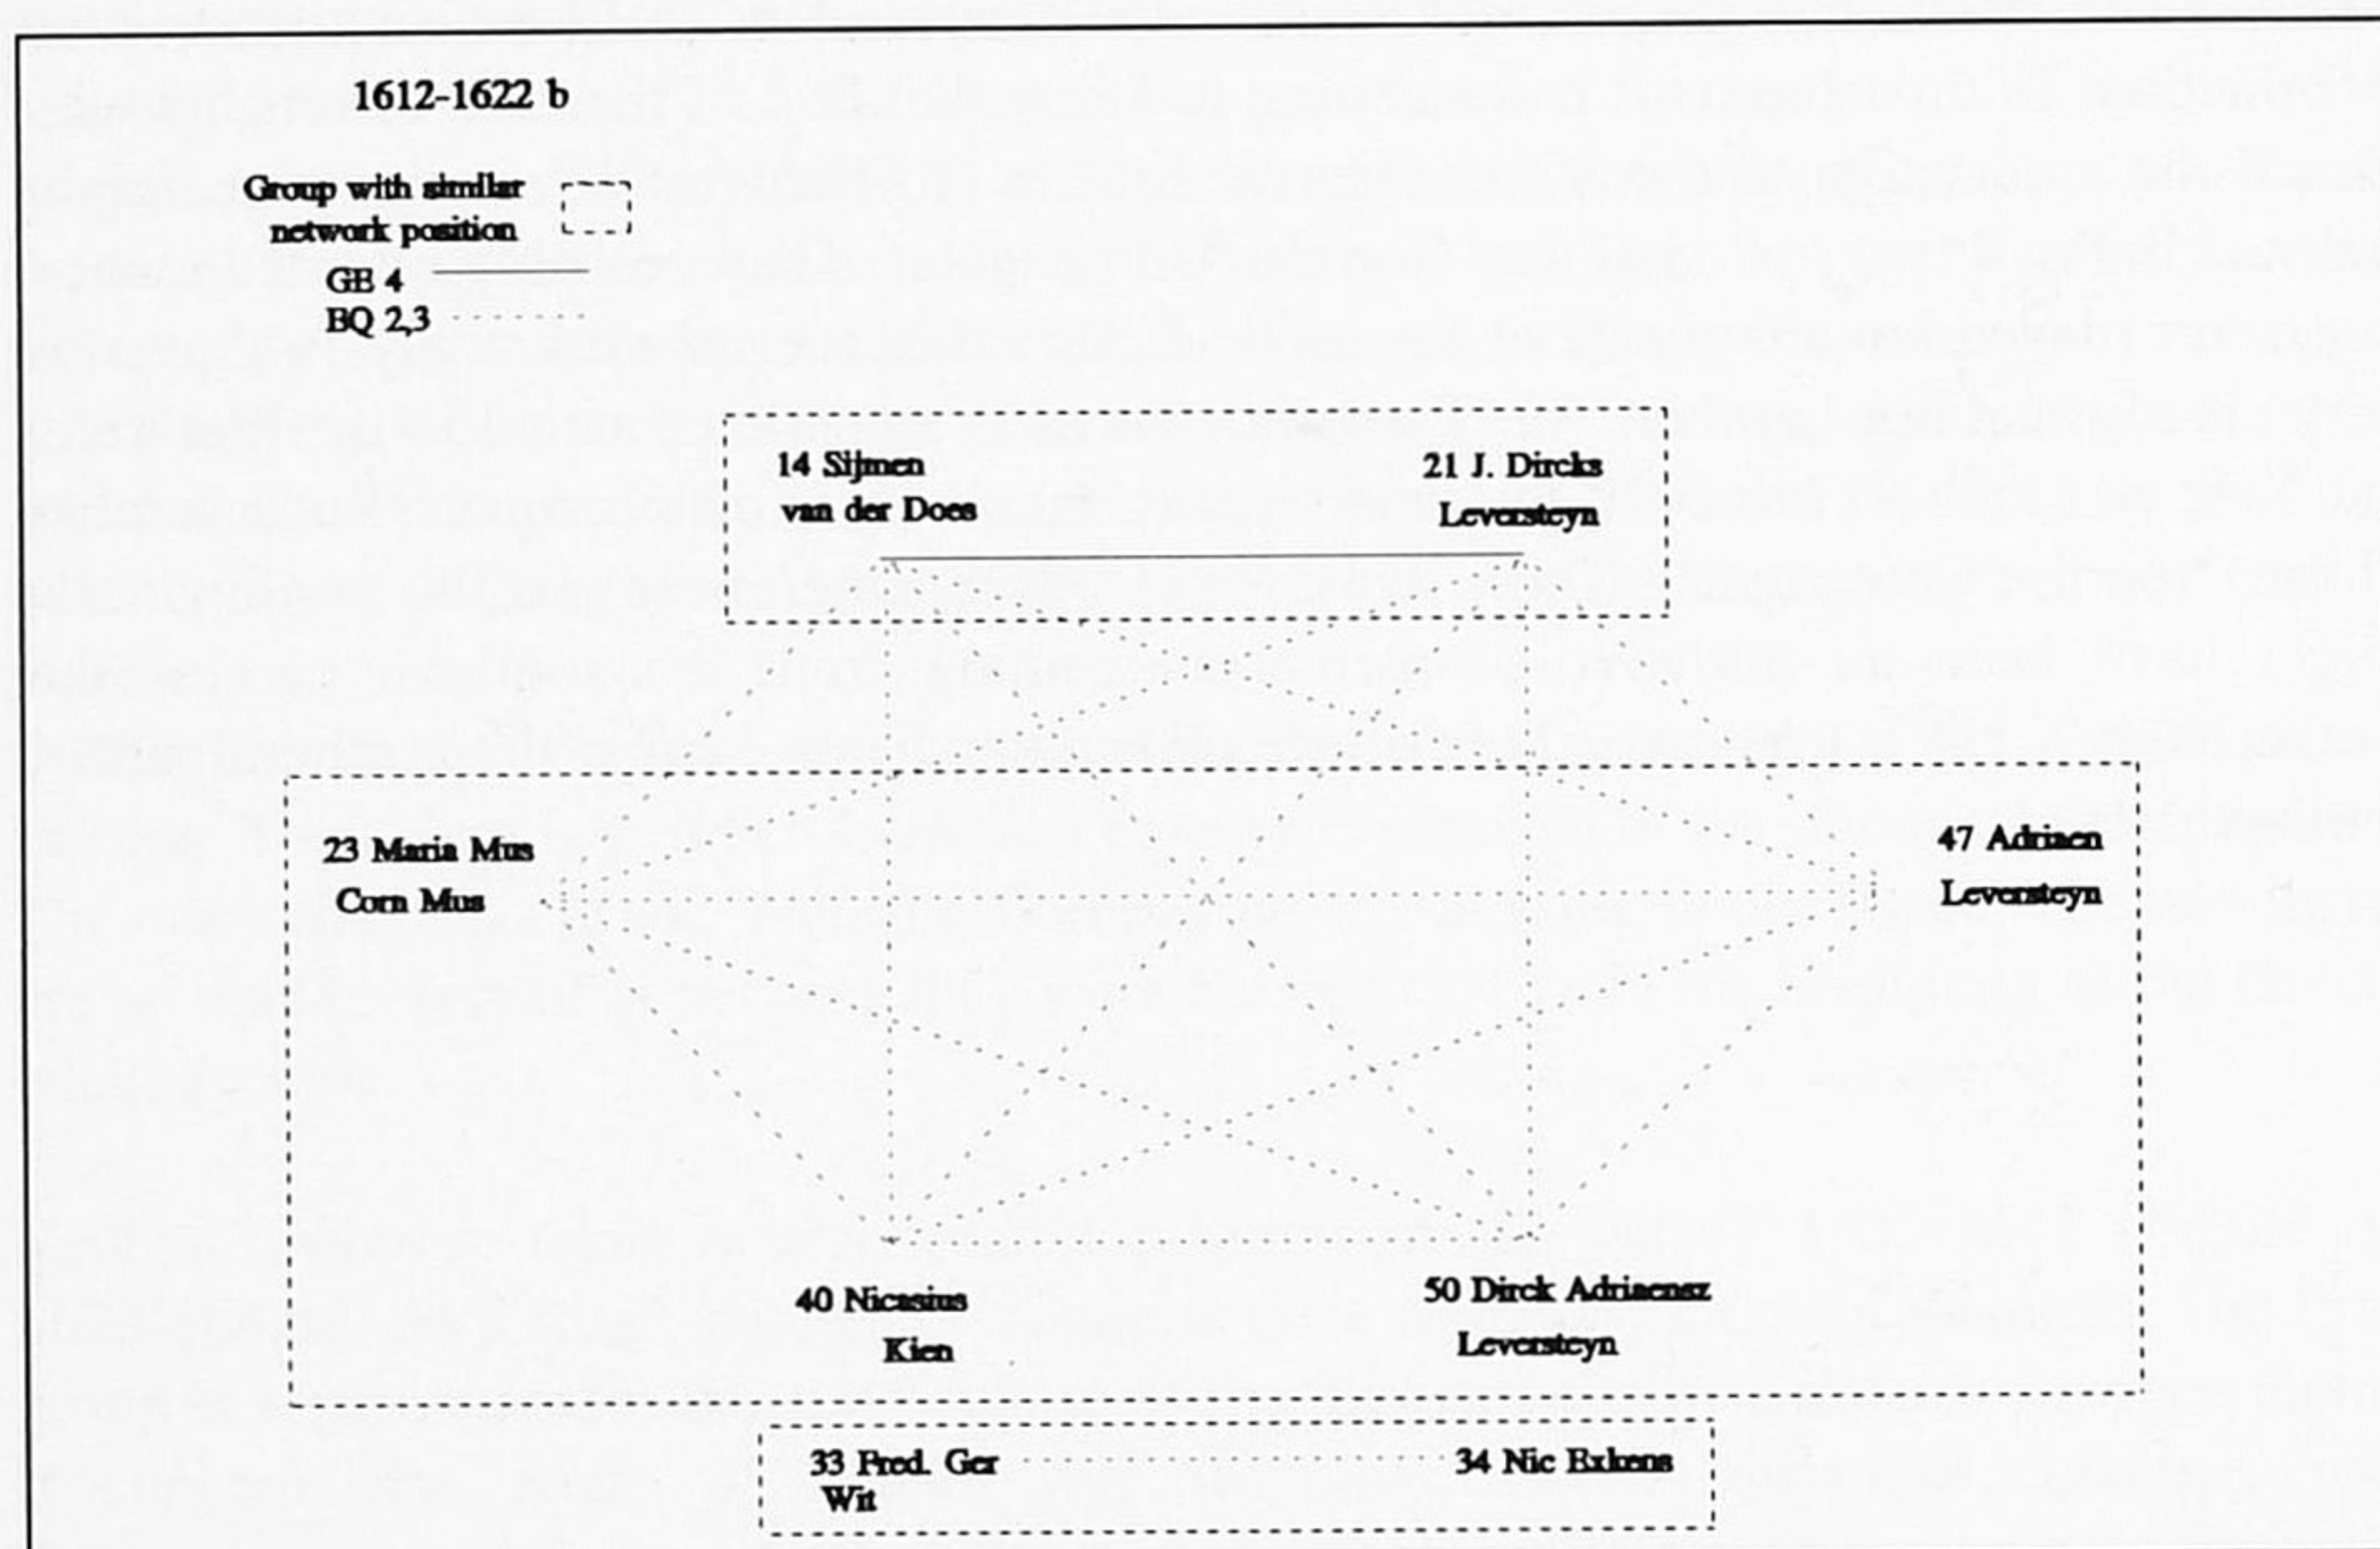 1612-1622 b
Group with similar
network position
GE 4
EQ 2,3
14 Sijmen
van der Does
21 J. Dircks
Leversteyn
23 Maria Mus
Corn Mus
47 Adriaen
Leversteyn
40 Nicasius
Kien
50 Dirck Adriaensz
Leversteyn
33 Fred. Ger
Wit
34 Nic